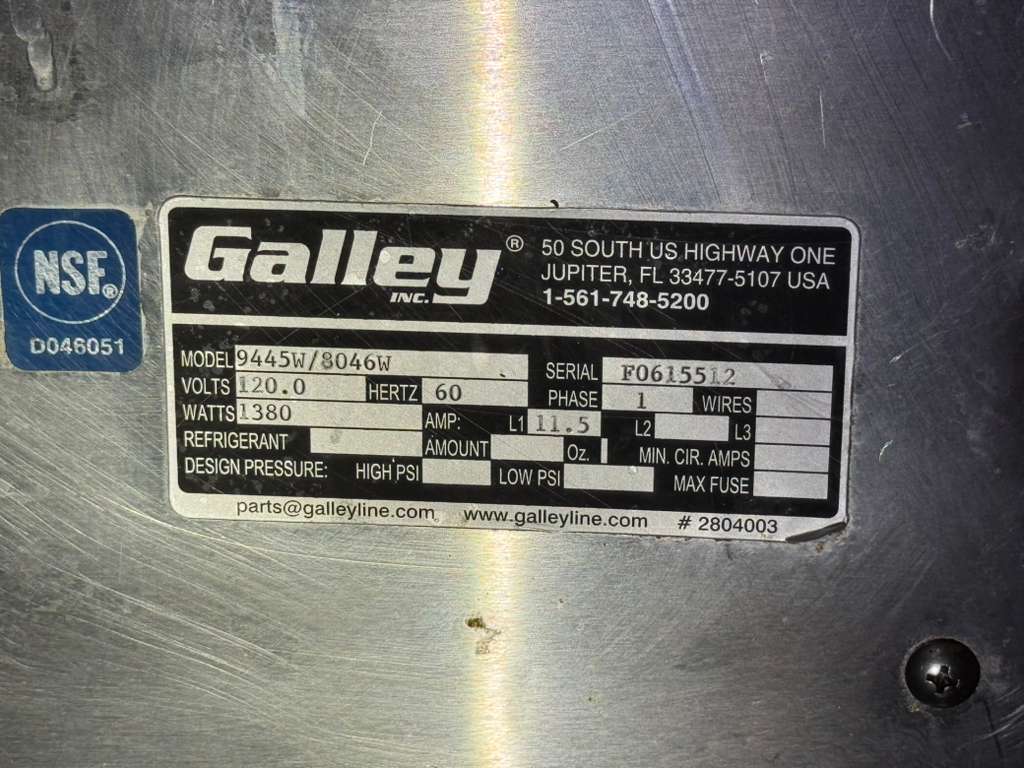 NSF®
D046051
Galley®
INC.
50 SOUTH US HIGHWAY ONE
JUPITER, FL 33477-5107 USA
1-561-748-5200
MODEL 9445W/8046W SERIAL F0615512
VOLTS 120.0 HERTZ 60 PHASE 1 WIRES
WATTS 1380 AMP: L1 11.5 L2 L3
REFRIGERANT AMOUNT Oz. MIN. CIR. AMPS
DESIGN PRESSURE: HIGH PSI LOW PSI MAX FUSE
parts@galleyline.com www.galleyline.com # 2804003